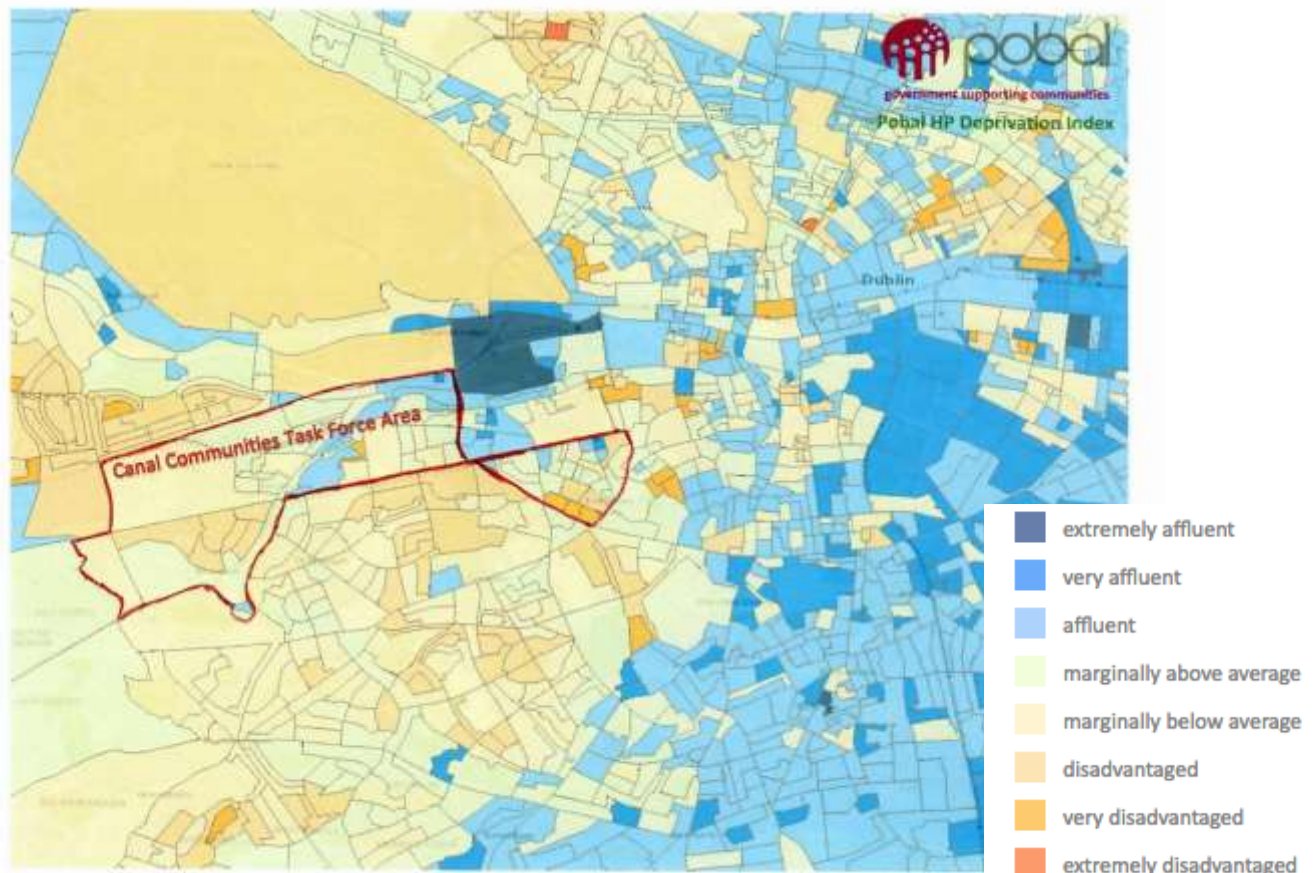 pobal
government supporting communities
Pobal HP Deprivation Index
Dublin
Canal Communities Task Force Area
extremely affluent
very affluent
affluent
marginally above average
marginally below average
disadvantaged
very disadvantaged
extremely disadvantaged